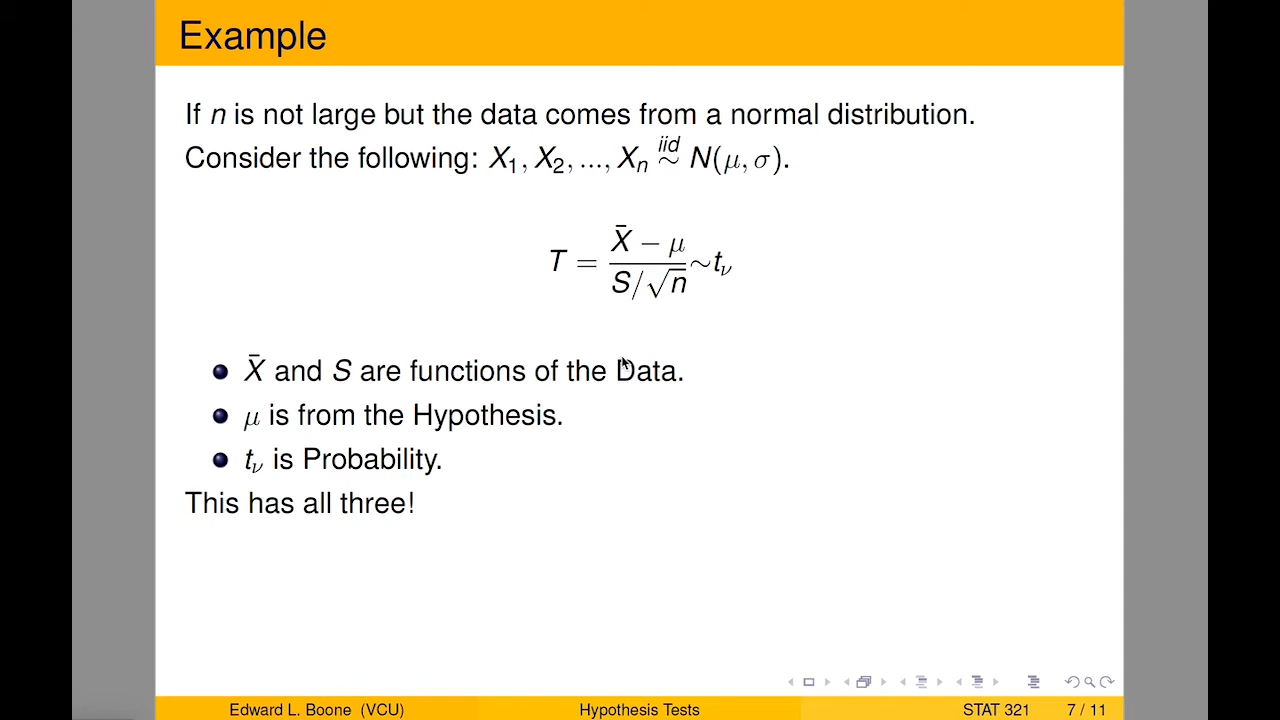 Example
If n is not large but the data comes from a normal distribution.
Consider the following: X₁, X₂, ..., Xₙ iid ~ N(μ, σ).
T = (X̄ − μ) / (S/√n) ~ t_ν
• X̄ and S are functions of the Data.
• μ is from the Hypothesis.
• t_ν is Probability.
This has all three!
Edward L. Boone (VCU) Hypothesis Tests STAT 321 7 / 11